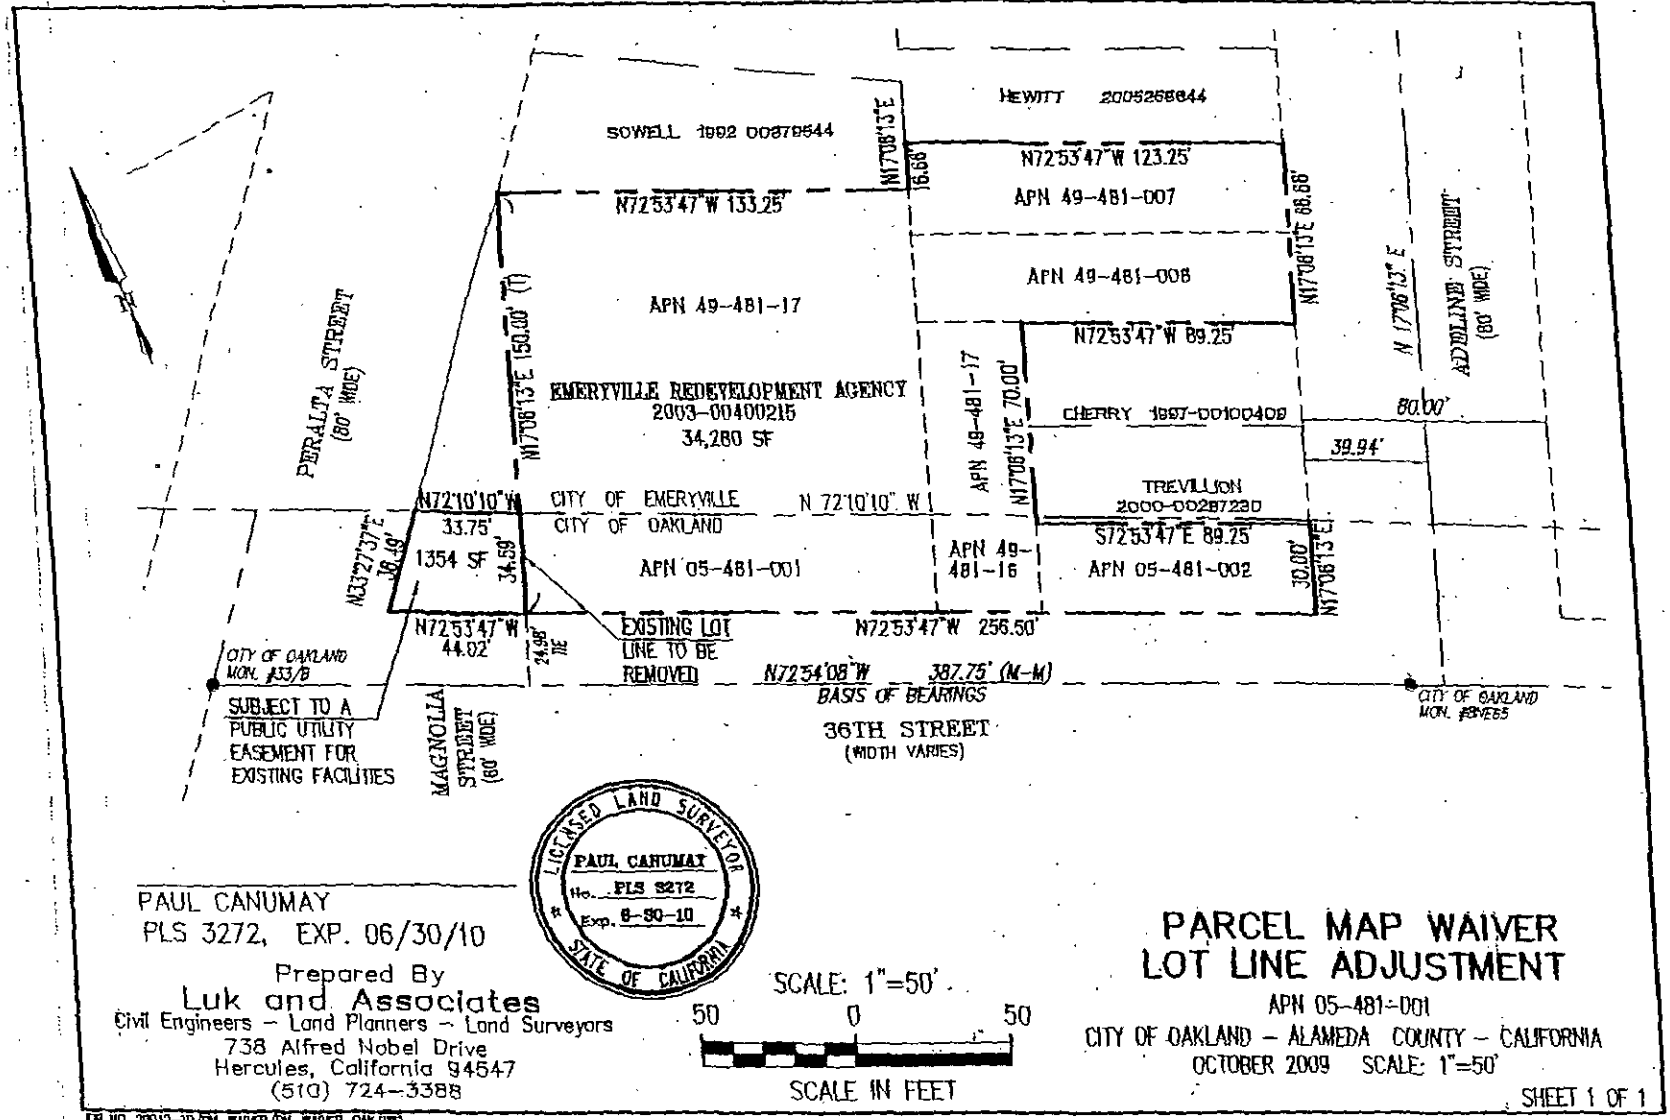 HEWITT 2005268644
SOWELL 1992 00879544
N17'08'13"E
16.66'
N72'53'47"W 123.25'
APN 49-481-007
N72'53'47"W 133.25'
N17'08'13"E 150.00' (T)
APN 49-481-17
APN 49-481-008
N17'08'13"E 88.66'
N 17'06'13" E
ADELINE STREET
(80' WIDE)
PERALTA STREET
(80' WIDE)
N72'53'47"W 89.25'
EMERYVILLE REDEVELOPMENT AGENCY
2003-00400215
34,280 SF
APN 49-481-17
N17'08'13"E 70.00'
CHERRY 1997-00100409
80.00'
39.94'
TREVILLION
2000-00287230
N72'10'10"W
33.75'
CITY OF EMERYVILLE
N 72'10'10" W
CITY OF OAKLAND
N33'27'37"E
38.49'
1354 SF
34.59'
APN 05-481-001
APN 49-
481-16
S72'53'47"E 89.25'
APN 05-481-002
30.00'
N17'06'13"E
N72'53'47"W
44.02'
24.98'
TIE
EXISTING LOT
LINE TO BE
REMOVED
N72'53'47"W 256.50'
CITY OF OAKLAND
MON. #33/B
N72'54'08"W 387.75' (M-M)
BASIS OF BEARINGS
CITY OF OAKLAND
MON.
SUBJECT TO A
PUBLIC UTILITY
EASEMENT FOR
EXISTING FACILITIES
MAGNOLIA
STREET
(80' WIDE)
36TH STREET
(WIDTH VARIES)
LICENSED LAND SURVEYOR
PAUL CANUMAY
No. PLS 3272
Exp. 6-30-10
STATE OF CALIFORNIA
PAUL CANUMAY
PLS 3272, EXP. 06/30/10
Prepared By
Luk and Associates
Civil Engineers - Land Planners - Land Surveyors
738 Alfred Nobel Drive
Hercules, California 94547
(510) 724-3388
SCALE: 1"=50'
50 0 50
SCALE IN FEET
PARCEL MAP WAIVER
LOT LINE ADJUSTMENT
APN 05-481-001
CITY OF OAKLAND - ALAMEDA COUNTY - CALIFORNIA
OCTOBER 2009 SCALE: 1"=50'
SHEET 1 OF 1